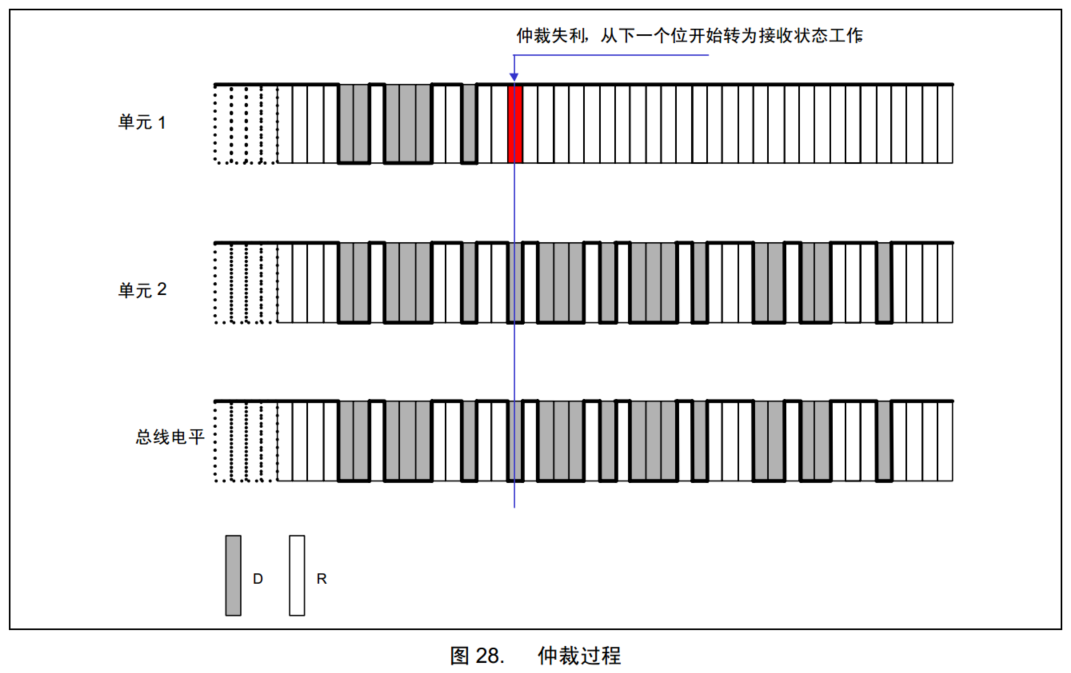 仲裁失利，从下一个位开始转为接收状态工作
单元 1
单元 2
总线电平
D
R
图 28. 仲裁过程